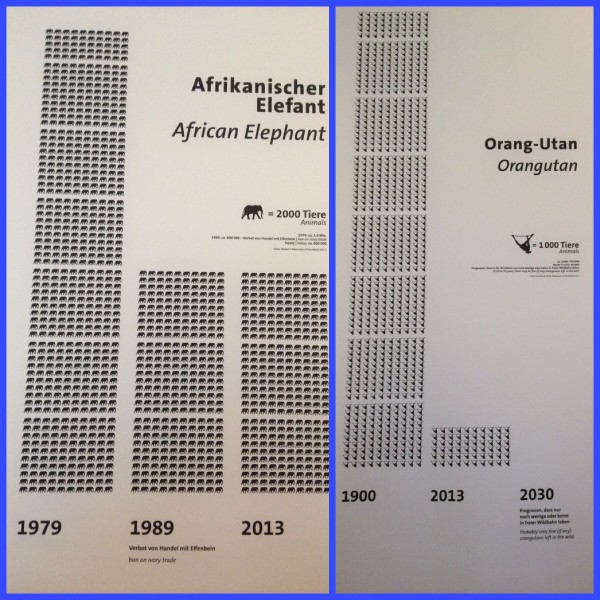 Afrikanischer
Elefant
African Elephant
= 2000 Tiere
Animals
1979
1989
2013
Verbot von Handel mit Elfenbein
ban on ivory trade
Orang-Utan
Orangutan
= 1000 Tiere
Animals
1900
2013
2030
Prognosen, dass nur
noch wenige oder keine
in freier Wildbahn leben
Probably only few (if any)
orangutans left in the wild